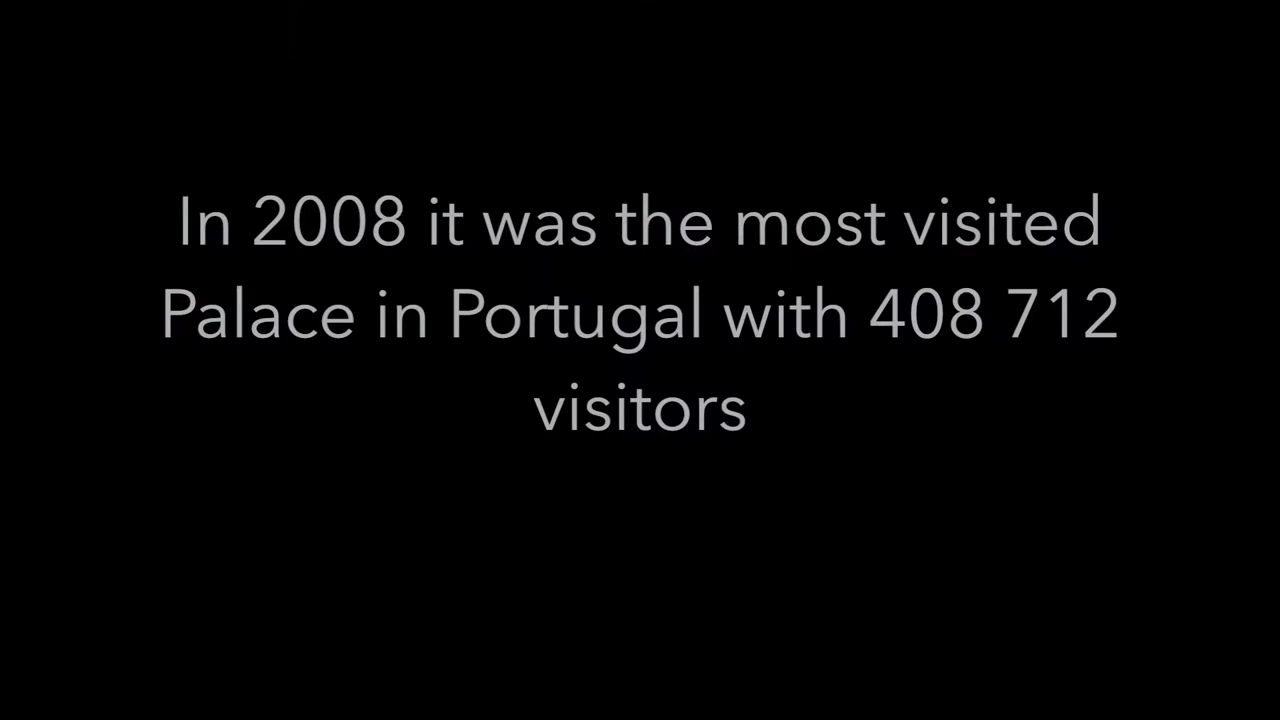 In 2008 it was the most visited
Palace in Portugal with 408 712
visitors